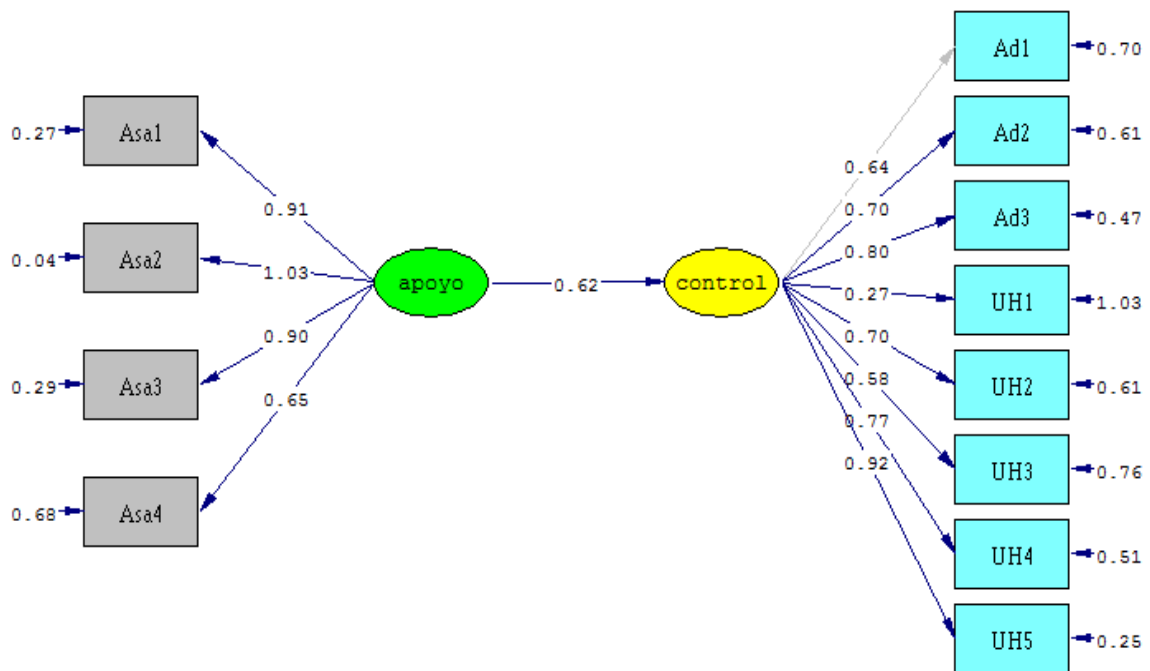 Ad1
0.70
Asa1
0.27
Ad2
0.61
0.64
0.91
0.70
Ad3
0.47
Asa2
0.04
1.03
0.80
apoyo
0.62
control
0.27
UH1
1.03
0.90
0.70
Asa3
0.29
0.58
UH2
0.61
0.65
0.77
0.92
UH3
0.76
Asa4
0.68
UH4
0.51
UH5
0.25